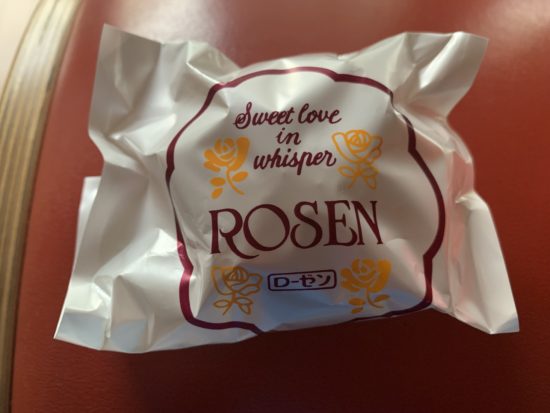 Sweet love
in
whisper
ROSEN
ローゼン